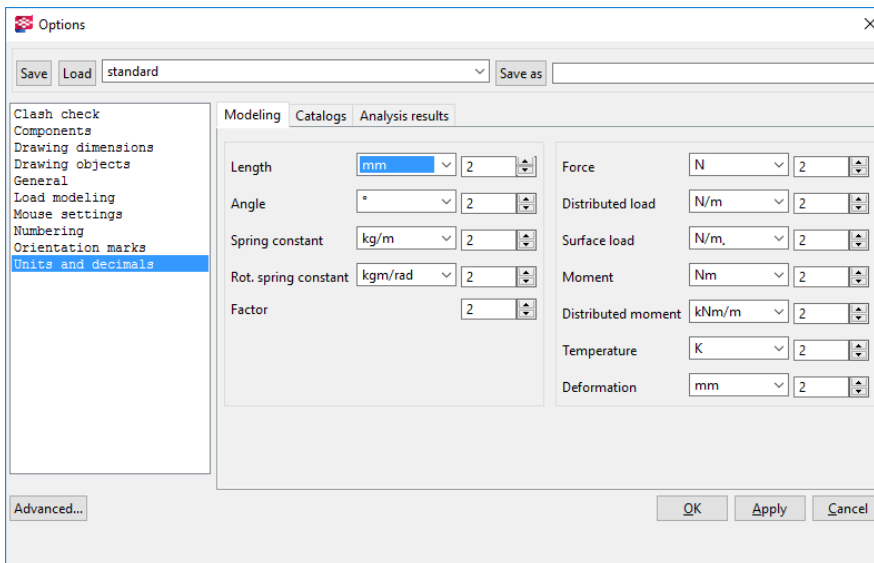 Options
Save Load standard Save as
Clash check
Components
Drawing dimensions
Drawing objects
General
Load modeling
Mouse settings
Numbering
Orientation marks
Units and decimals
Modeling Catalogs Analysis results
Length mm 2
Angle ° 2
Spring constant kg/m 2
Rot. spring constant kgm/rad 2
Factor 2
Force N 2
Distributed load N/m 2
Surface load N/m. 2
Moment Nm 2
Distributed moment kNm/m 2
Temperature K 2
Deformation mm 2
Advanced... OK Apply Cancel